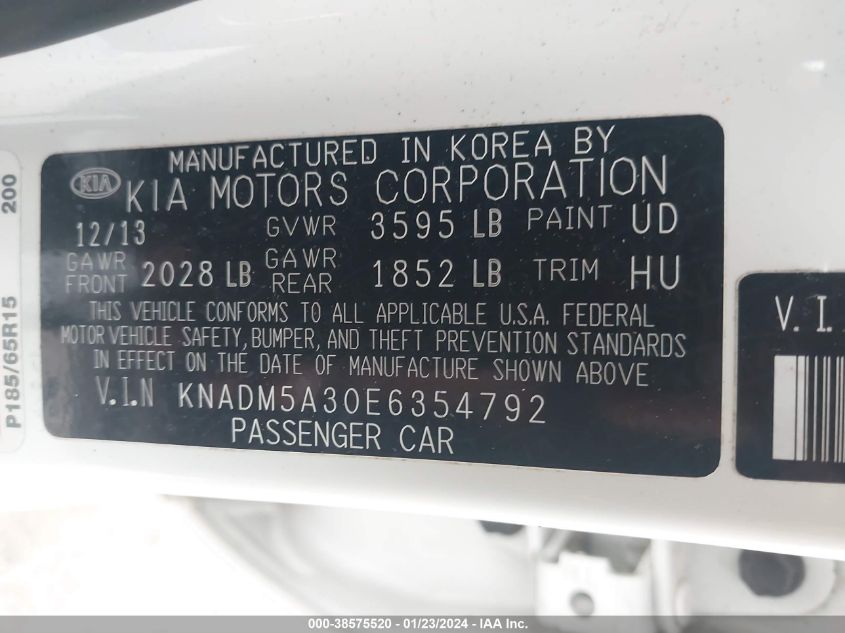 MANUFACTURED IN KOREA BY
KIA KIA MOTORS CORPORATION
12/13 GVWR 3595 LB PAINT UD
GAWR FRONT 2028 LB GAWR REAR 1852 LB TRIM HU
THIS VEHICLE CONFORMS TO ALL APPLICABLE U.S.A. FEDERAL
MOTOR VEHICLE SAFETY, BUMPER, AND THEFT PREVENTION STANDARDS
IN EFFECT ON THE DATE OF MANUFACTURE SHOWN ABOVE
V.I.N KNADM5A30E6354792
PASSENGER CAR
P185/65R15 200
V. I.
000-38575520 - 01/23/2024 - IAA Inc.